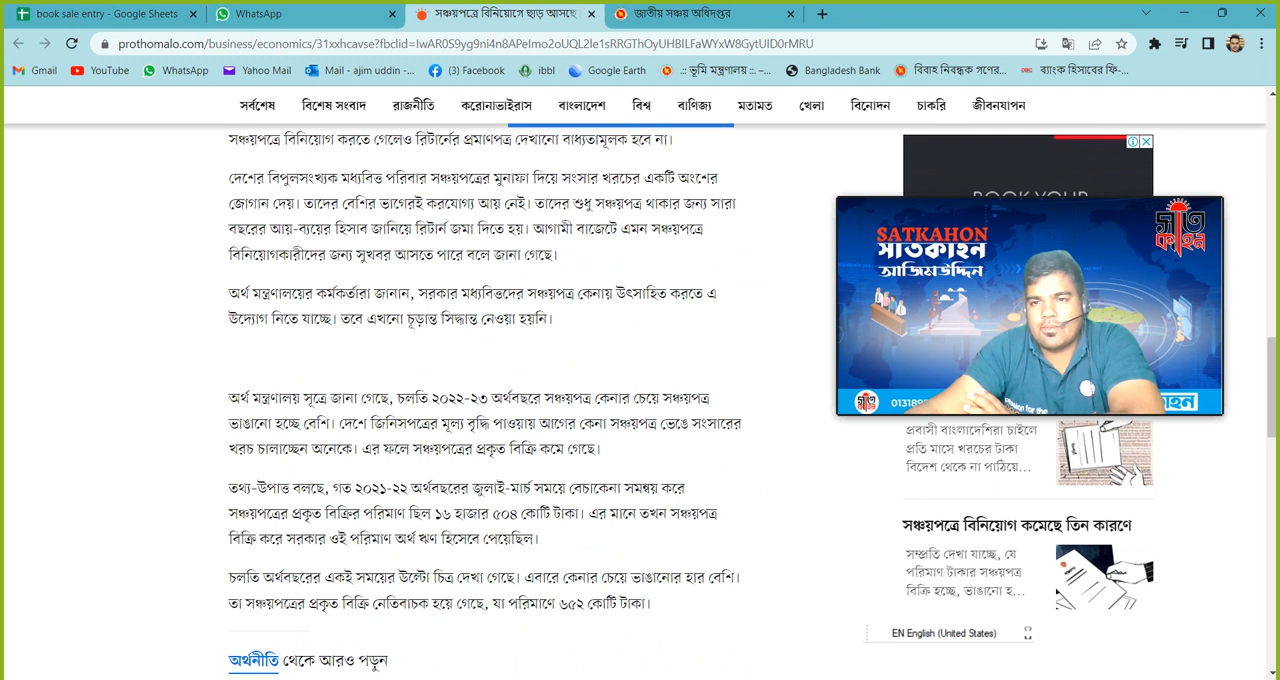 book sale entry - Google Sheets
WhatsApp
সঞ্চয়পত্রে বিনিয়োগে ছাড় আসছে
জাতীয় সঞ্চয় অধিদপ্তর
prothomalo.com/business/economics/31xxhcavse?fbclid=IwAR0S9yg9ni4n8APeImo2oUQL2le1sRRGThOyUHBILFaWYxW8GytUID0rMRU
Gmail
YouTube
WhatsApp
Yahoo Mail
Mail - ajim uddin -...
(3) Facebook
ibbl
Google Earth
.:: ভূমি মন্ত্রণালয় ::. –...
Bangladesh Bank
বিবাহ নিবন্ধক গণের...
ব্যাংক হিসাবের ফি-...
সর্বশেষ বিশেষ সংবাদ রাজনীতি করোনাভাইরাস বাংলাদেশ বিশ্ব বাণিজ্য মতামত খেলা বিনোদন চাকরি জীবনযাপন
সঞ্চয়পত্রে বিনিয়োগ করতে গেলেও রিটার্নের প্রমাণপত্র দেখানো বাধ্যতামূলক হবে না।
দেশের বিপুলসংখ্যক মধ্যবিত্ত পরিবার সঞ্চয়পত্রের মুনাফা দিয়ে সংসার খরচের একটি অংশের
জোগান দেয়। তাদের বেশির ভাগেরই করযোগ্য আয় নেই। তাদের শুধু সঞ্চয়পত্র থাকার জন্য সারা
বছরের আয়-ব্যয়ের হিসাব জানিয়ে রিটার্ন জমা দিতে হয়। আগামী বাজেটে এমন সঞ্চয়পত্রে
বিনিয়োগকারীদের জন্য সুখবর আসতে পারে বলে জানা গেছে।
অর্থ মন্ত্রণালয়ের কর্মকর্তারা জানান, সরকার মধ্যবিত্তদের সঞ্চয়পত্র কেনায় উৎসাহিত করতে এ
উদ্যোগ নিতে যাচ্ছে। তবে এখনো চূড়ান্ত সিদ্ধান্ত নেওয়া হয়নি।
অর্থ মন্ত্রণালয় সূত্রে জানা গেছে, চলতি ২০২২-২৩ অর্থবছরে সঞ্চয়পত্র কেনার চেয়ে সঞ্চয়পত্র
ভাঙানো হচ্ছে বেশি। দেশে জিনিসপত্রের মূল্য বৃদ্ধি পাওয়ায় আগের কেনা সঞ্চয়পত্র ভেঙে সংসারের
খরচ চালাচ্ছেন অনেকে। এর ফলে সঞ্চয়পত্রের প্রকৃত বিক্রি কমে গেছে।
তথ্য-উপাত্ত বলছে, গত ২০২১-২২ অর্থবছরের জুলাই-মার্চ সময়ে বেচাকেনা সমন্বয় করে
সঞ্চয়পত্রের প্রকৃত বিক্রির পরিমাণ ছিল ১৬ হাজার ৫০৪ কোটি টাকা। এর মানে তখন সঞ্চয়পত্র
বিক্রি করে সরকার ওই পরিমাণ অর্থ ঋণ হিসেবে পেয়েছিল।
চলতি অর্থবছরের একই সময়ের উল্টো চিত্র দেখা গেছে। এবারে কেনার চেয়ে ভাঙানোর হার বেশি।
তা সঞ্চয়পত্রের প্রকৃত বিক্রি নেতিবাচক হয়ে গেছে, যা পরিমাণে ৬৫২ কোটি টাকা।
অর্থনীতি থেকে আরও পড়ুন
BOOK YOUR
SATKAHON
সাতকাহন
আজিমউদ্দিন
সাত
কাহন
কাহন
প্রবাসী বাংলাদেশিরা চাইলে
প্রতি মাসে খরচের টাকা
বিদেশ থেকে না পাঠিয়ে...
সঞ্চয়পত্রে বিনিয়োগ কমেছে তিন কারণে
সম্প্রতি দেখা যাচ্ছে, যে
পরিমাণ টাকার সঞ্চয়পত্র
বিক্রি হচ্ছে, ভাঙানো হ...
EN English (United States)